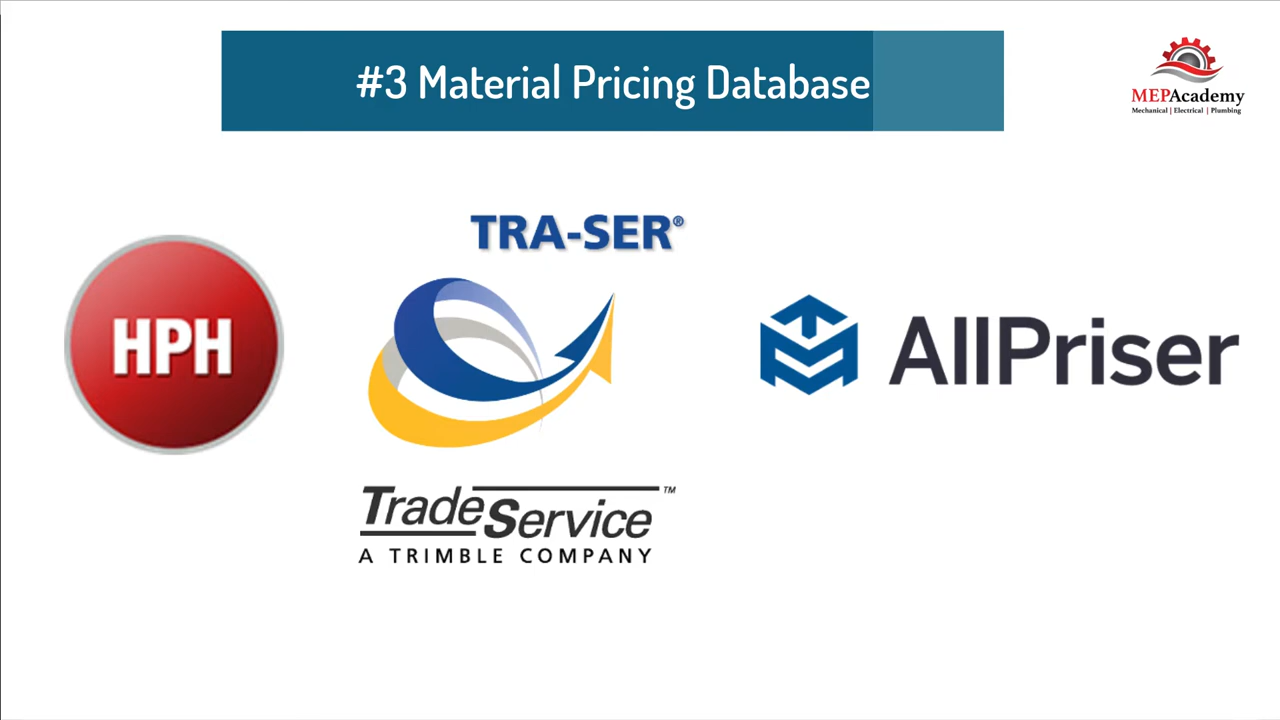 #3 Material Pricing Database
MEPAcademy
Mechanical | Electrical | Plumbing
TRA-SER®
HPH
AllPriser
TradeService™
A TRIMBLE COMPANY